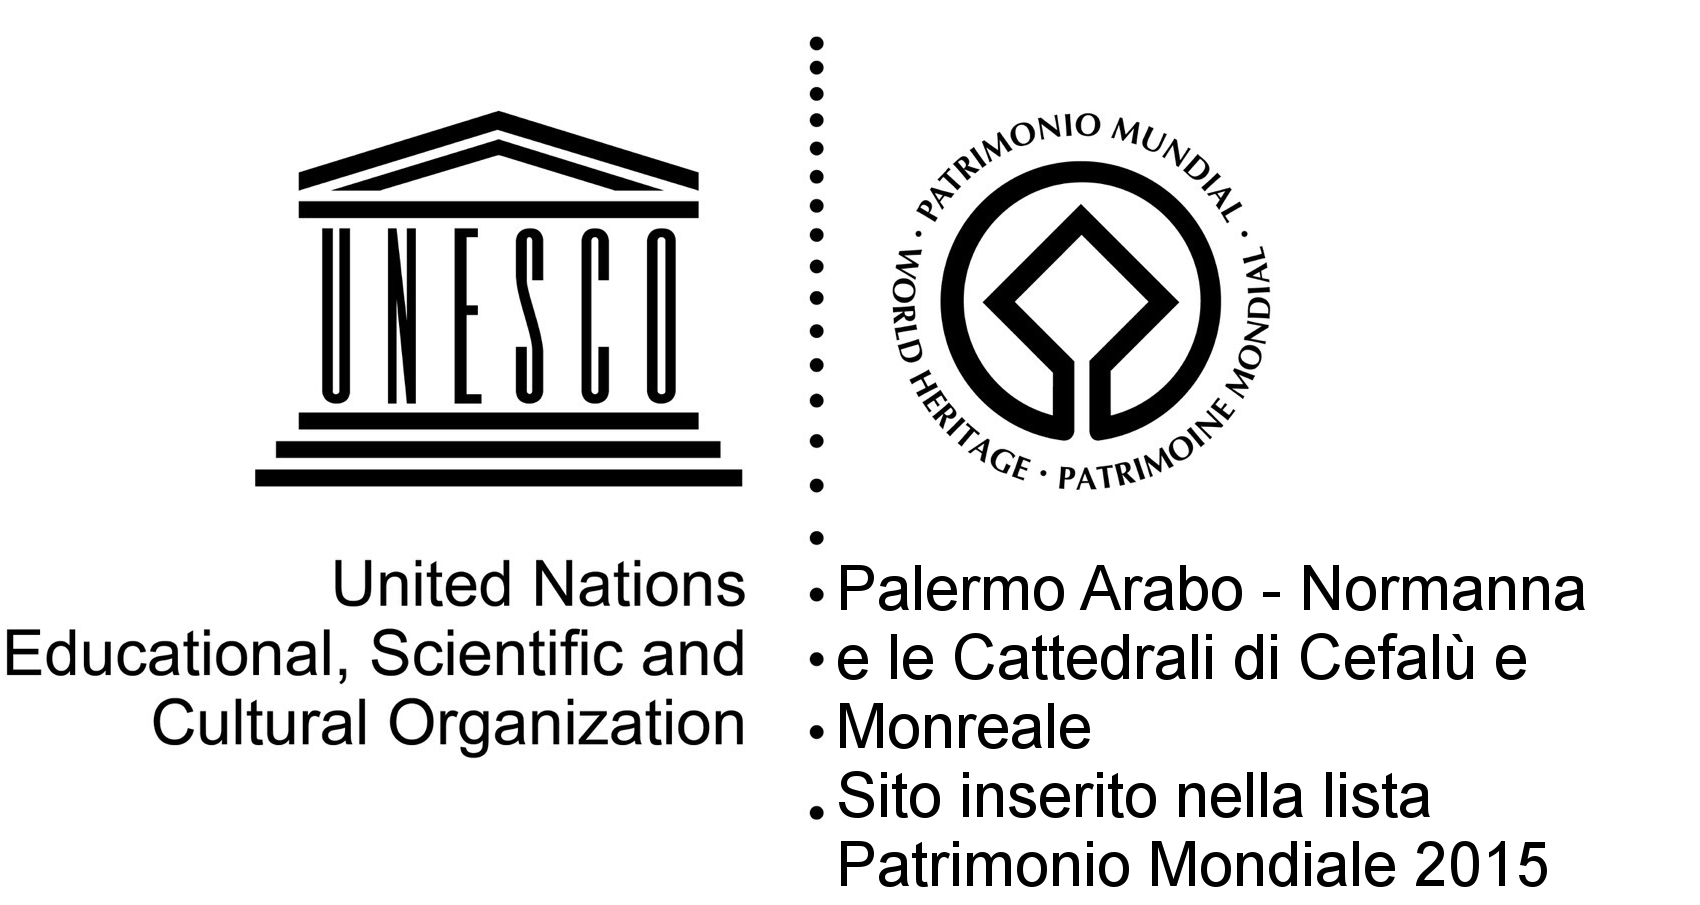 UNESCO
United Nations
Educational, Scientific and
Cultural Organization
· PATRIMONIO MUNDIAL ·
WORLD HERITAGE ·
PATRIMOINE MONDIAL
Palermo Arabo - Normanna
e le Cattedrali di Cefalù e
Monreale
Sito inserito nella lista
Patrimonio Mondiale 2015